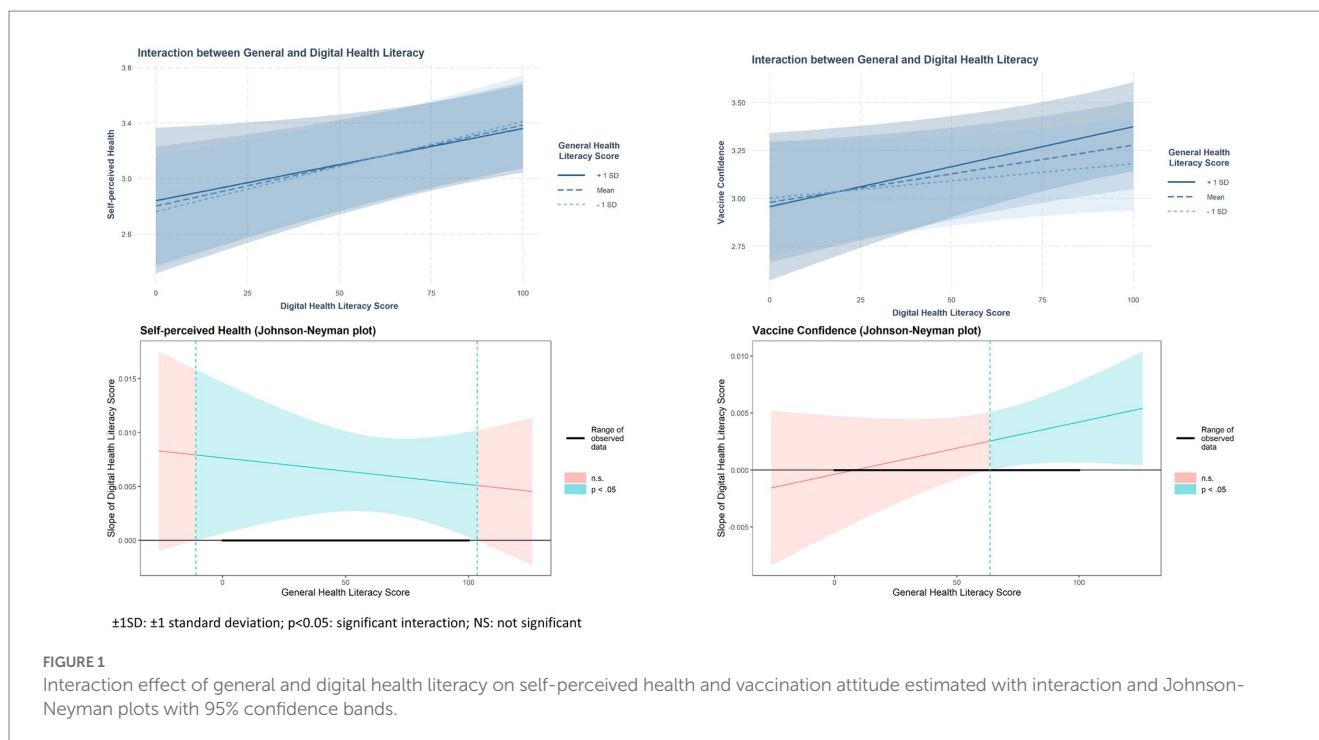 Interaction between General and Digital Health Literacy
3.8
3.4
3.0
2.6
Self-perceived Health
0
25
50
75
100
Digital Health Literacy Score
General Health
Literacy Score
+ 1 SD
Mean
- 1 SD
Interaction between General and Digital Health Literacy
3.50
3.25
3.00
2.75
Vaccine Confidence
0
25
50
75
100
Digital Health Literacy Score
General Health
Literacy Score
+ 1 SD
Mean
- 1 SD
Self-perceived Health (Johnson-Neyman plot)
0.015
0.010
0.005
0.000
Slope of Digital Health Literacy Score
0
50
100
General Health Literacy Score
Range of
observed
data
n.s.
p < .05
Vaccine Confidence (Johnson-Neyman plot)
0.010
0.005
0.000
-0.005
Slope of Digital Health Literacy Score
0
50
100
General Health Literacy Score
Range of
observed
data
n.s.
p < .05
±1SD: ±1 standard deviation; p<0.05: significant interaction; NS: not significant
FIGURE 1
Interaction effect of general and digital health literacy on self-perceived health and vaccination attitude estimated with interaction and Johnson-
Neyman plots with 95% confidence bands.